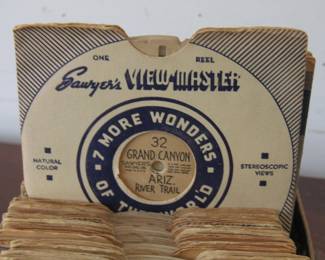 ONE REEL
Sawyer's VIEW-MASTER
7 MORE WONDERS
OF THE WORLD
NATURAL
COLOR
STEREOSCOPIC
VIEWS
32
GRAND CANYON
ARIZ.
RIVER TRAIL